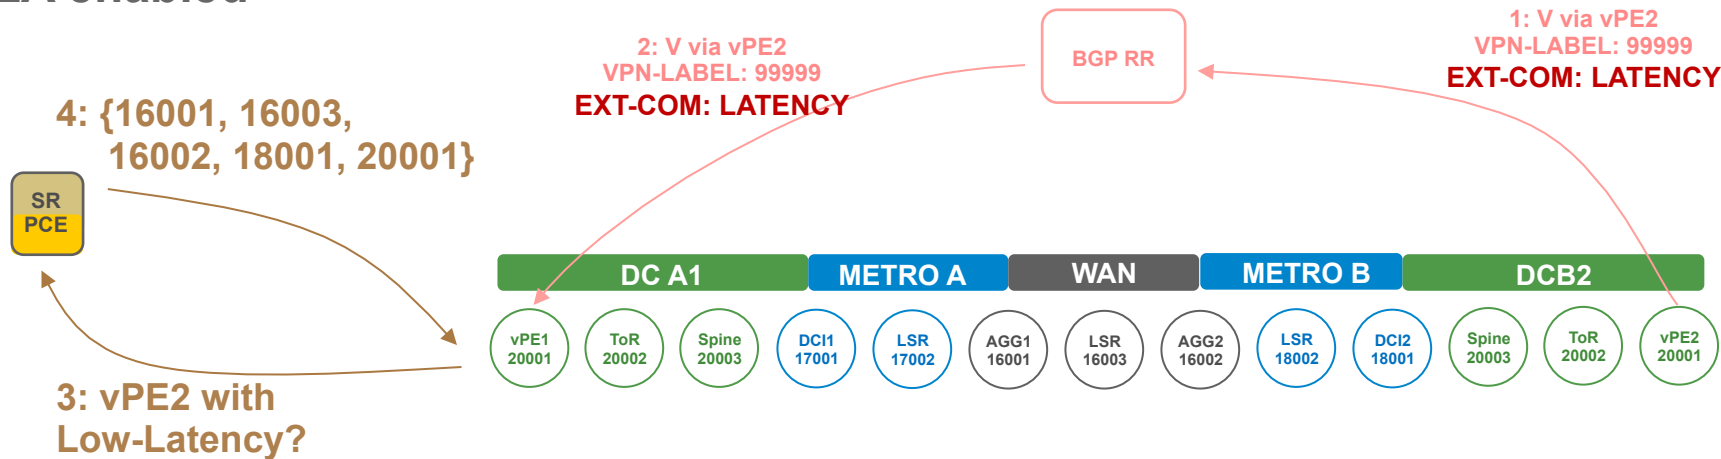 enabled
1: V via vPE2
VPN-LABEL: 99999
EXT-COM: LATENCY
2: V via vPE2
VPN-LABEL: 99999
EXT-COM: LATENCY
BGP RR
4: {16001, 16003,
16002, 18001, 20001}
SR
PCE
DC A1
METRO A
WAN
METRO B
DCB2
vPE1
20001
ToR
20002
Spine
20003
DCI1
17001
LSR
17002
AGG1
16001
LSR
16003
AGG2
16002
LSR
18002
DCI2
18001
Spine
20003
ToR
20002
vPE2
20001
3: vPE2 with
Low-Latency?